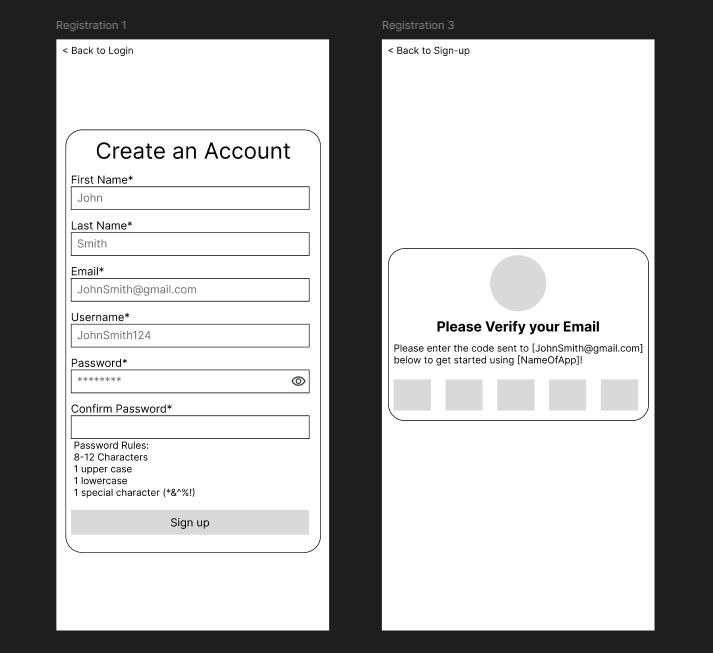 Registration 1
< Back to Login
Create an Account
First Name*
John
Last Name*
Smith
Email*
JohnSmith@gmail.com
Username*
JohnSmith124
Password*
********
Confirm Password*
Password Rules:
8-12 Characters
1 upper case
1 lowercase
1 special character (*&^%!)
Sign up
Registration 3
< Back to Sign-up
Please Verify your Email
Please enter the code sent to [JohnSmith@gmail.com]
below to get started using [NameOfApp]!